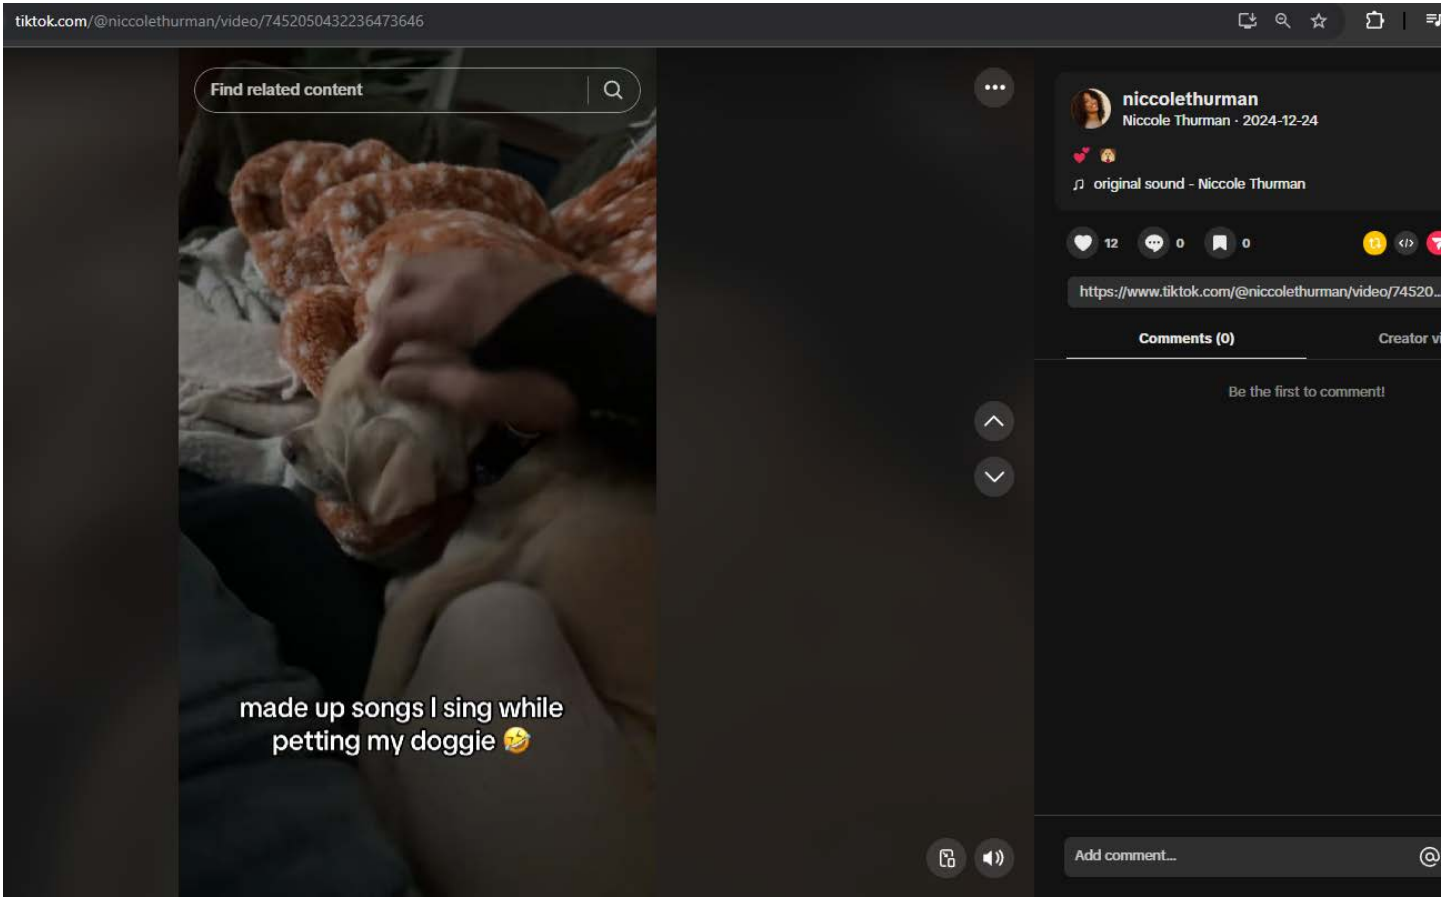 tiktok.com/@niccolethurman/video/7452050432236473646
Find related content
made up songs I sing while
petting my doggie 🤣
niccolethurman
Niccole Thurman · 2024-12-24
💕 🐶
original sound - Niccole Thurman
12
0
0
https://www.tiktok.com/@niccolethurman/video/74520...
Comments (0)
Creator vi
Be the first to comment!
Add comment...
@